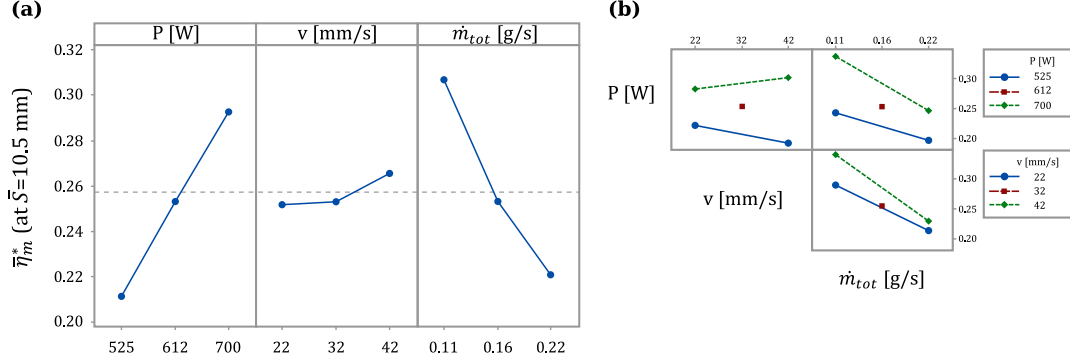 (a)
P [W] v [mm/s] ṁtot [g/s]
0.32
0.30
0.28
0.26
0.24
0.22
0.20
η̿*m (at S̅=10.5 mm)
525 612 700 22 32 42 0.11 0.16 0.22
(b)
22 32 42 0.11 0.16 0.22
P [W]
0.30
0.25
0.20
P [W]
525
612
700
v [mm/s]
0.30
0.25
0.20
v [mm/s]
22
32
42
ṁtot [g/s]